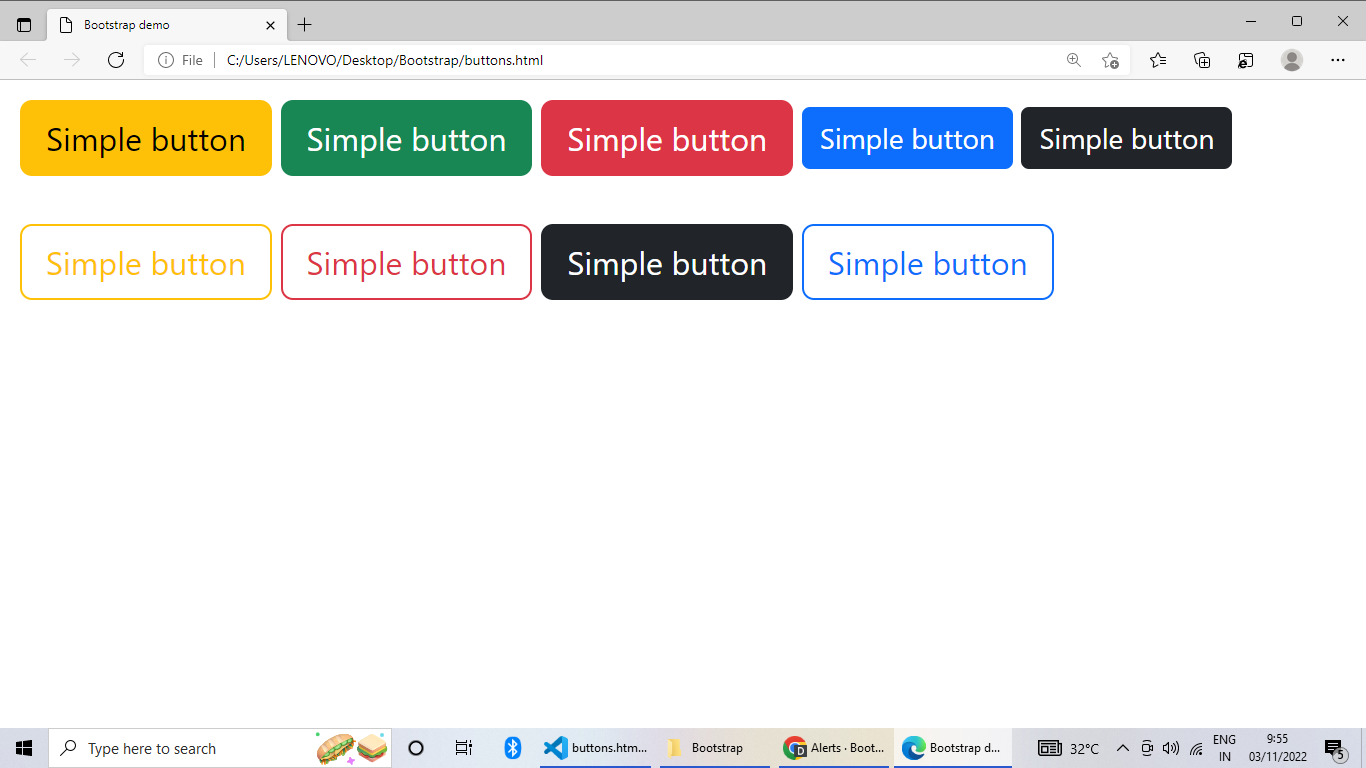 Bootstrap demo
File | C:/Users/LENOVO/Desktop/Bootstrap/buttons.html
Simple button Simple button Simple button Simple button Simple button
Simple button Simple button Simple button Simple button
Type here to search buttons.htm... Bootstrap Alerts · Boot... Bootstrap d... 32°C ENG 9:55
IN 03/11/2022 5